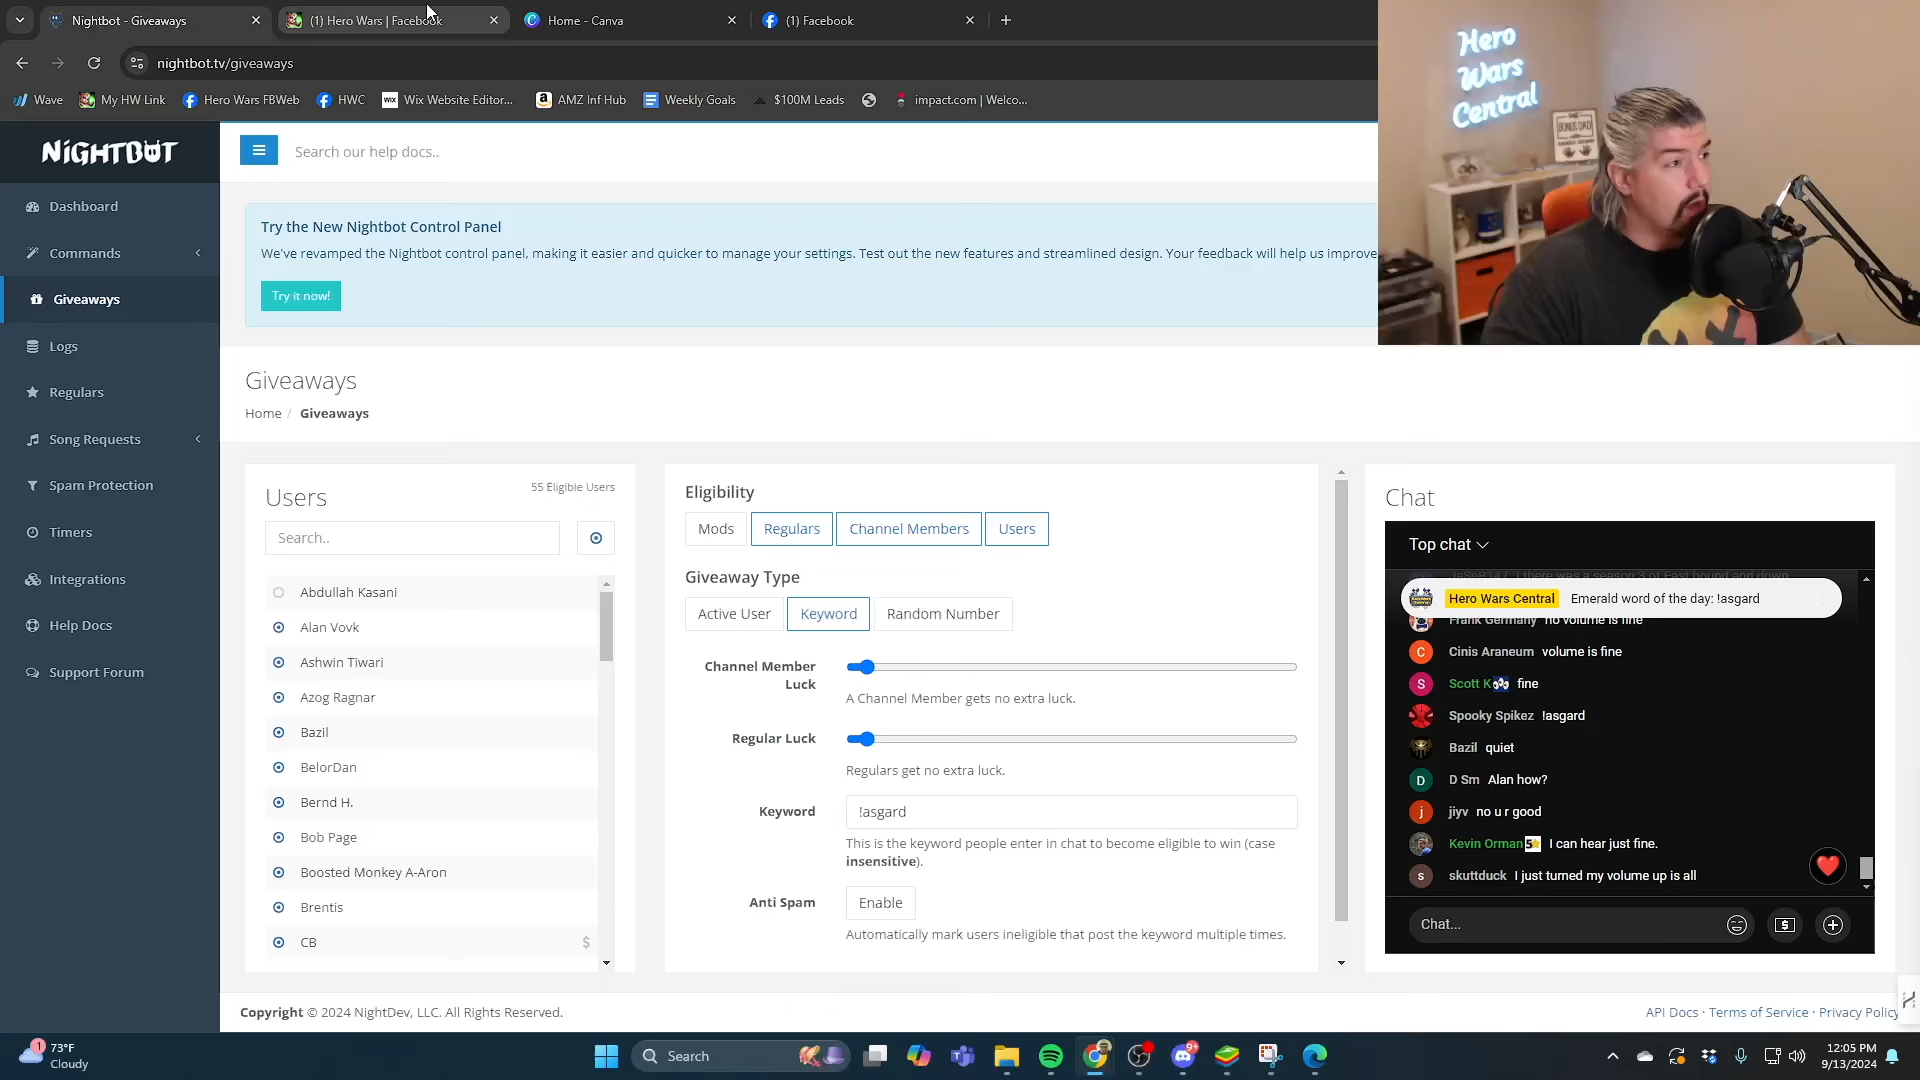 Nightbot - Giveaways
(1) Hero Wars | Facebook
Home - Canva
(1) Facebook
nightbot.tv/giveaways
Wave
My HW Link
Hero Wars FBWeb
HWC
WIX Wix Website Editor...
AMZ Inf Hub
Weekly Goals
$100M Leads
impact.com | Welco...
Hero
Wars
Central
BONUS DAD
NIGHTBOT
Search our help docs..
Dashboard
Commands
Giveaways
Logs
Regulars
Song Requests
Spam Protection
Timers
Integrations
Help Docs
Support Forum
Try the New Nightbot Control Panel
We've revamped the Nightbot control panel, making it easier and quicker to manage your settings. Test out the new features and streamlined design. Your feedback will help us improve
Try it now!
Giveaways
Home / Giveaways
Users
55 Eligible Users
Search..
Abdullah Kasani
Alan Vovk
Ashwin Tiwari
Azog Ragnar
Bazil
BelorDan
Bernd H.
Bob Page
Boosted Monkey A-Aron
Brentis
CB $
Eligibility
Mods Regulars Channel Members Users
Giveaway Type
Active User Keyword Random Number
Channel Member
Luck
A Channel Member gets no extra luck.
Regular Luck
Regulars get no extra luck.
Keyword
!asgard
This is the keyword people enter in chat to become eligible to win (case
insensitive).
Anti Spam
Enable
Automatically mark users ineligible that post the keyword multiple times.
Chat
Top chat
Hero Wars Central Emerald word of the day: !asgard
Frank Germany no volume is fine
C Cinis Araneum volume is fine
S Scott K fine
Spooky Spikez !asgard
Bazil quiet
D D Sm Alan how?
j jiyv no u r good
Kevin Orman 5 I can hear just fine.
s skuttduck I just turned my volume up is all
Chat...
Copyright © 2024 NightDev, LLC. All Rights Reserved.
API Docs · Terms of Service · Privacy Policy
1
73°F
Cloudy
Search
9+
12:05 PM
9/13/2024